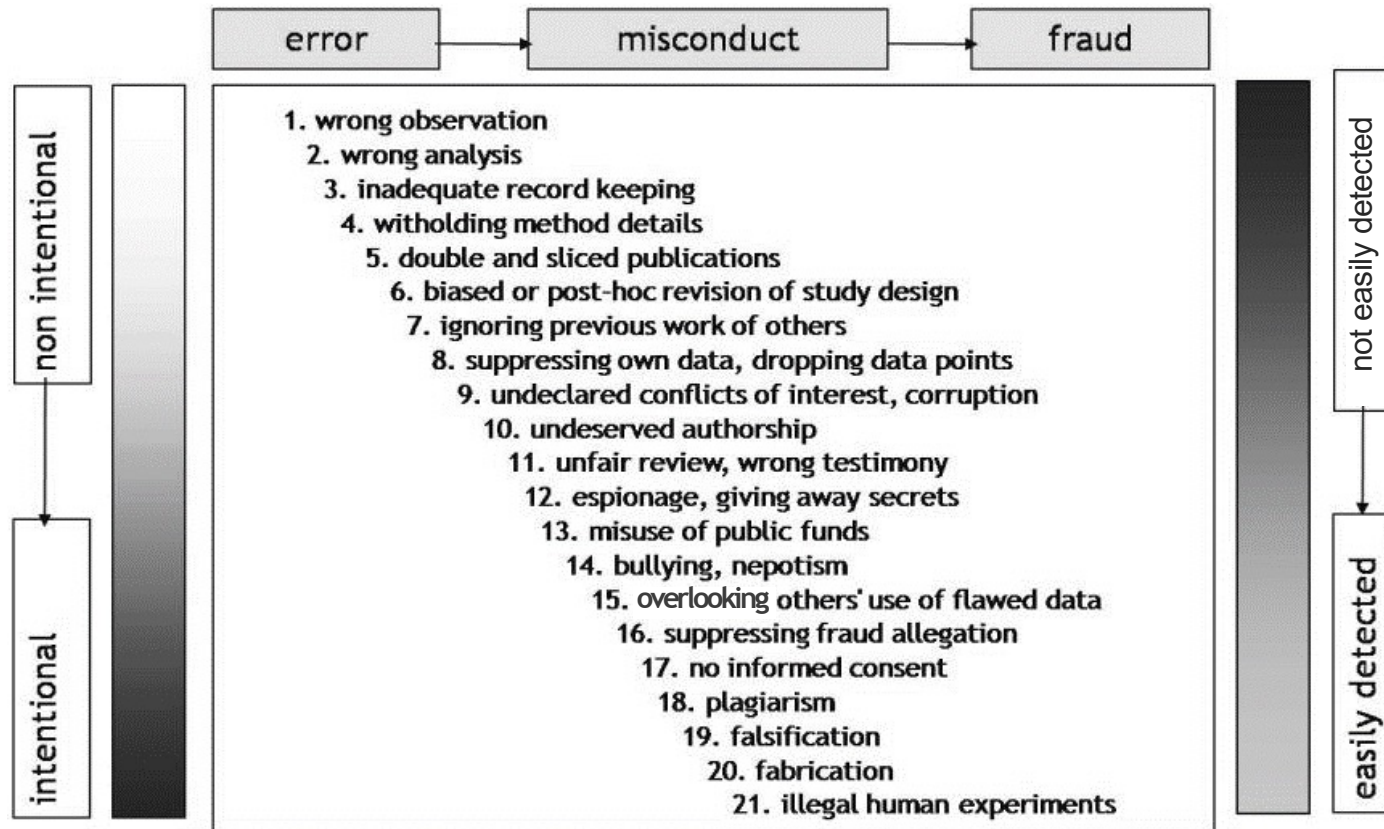 error
misconduct
fraud
non intentional
intentional
1. wrong observation
2. wrong analysis
3. inadequate record keeping
4. witholding method details
5. double and sliced publications
6. biased or post-hoc revision of study design
7. ignoring previous work of others
8. suppressing own data, dropping data points
9. undeclared conflicts of interest, corruption
10. undeserved authorship
11. unfair review, wrong testimony
12. espionage, giving away secrets
13. misuse of public funds
14. bullying, nepotism
15. overlooking others' use of flawed data
16. suppressing fraud allegation
17. no informed consent
18. plagiarism
19. falsification
20. fabrication
21. illegal human experiments
not easily detected
easily detected